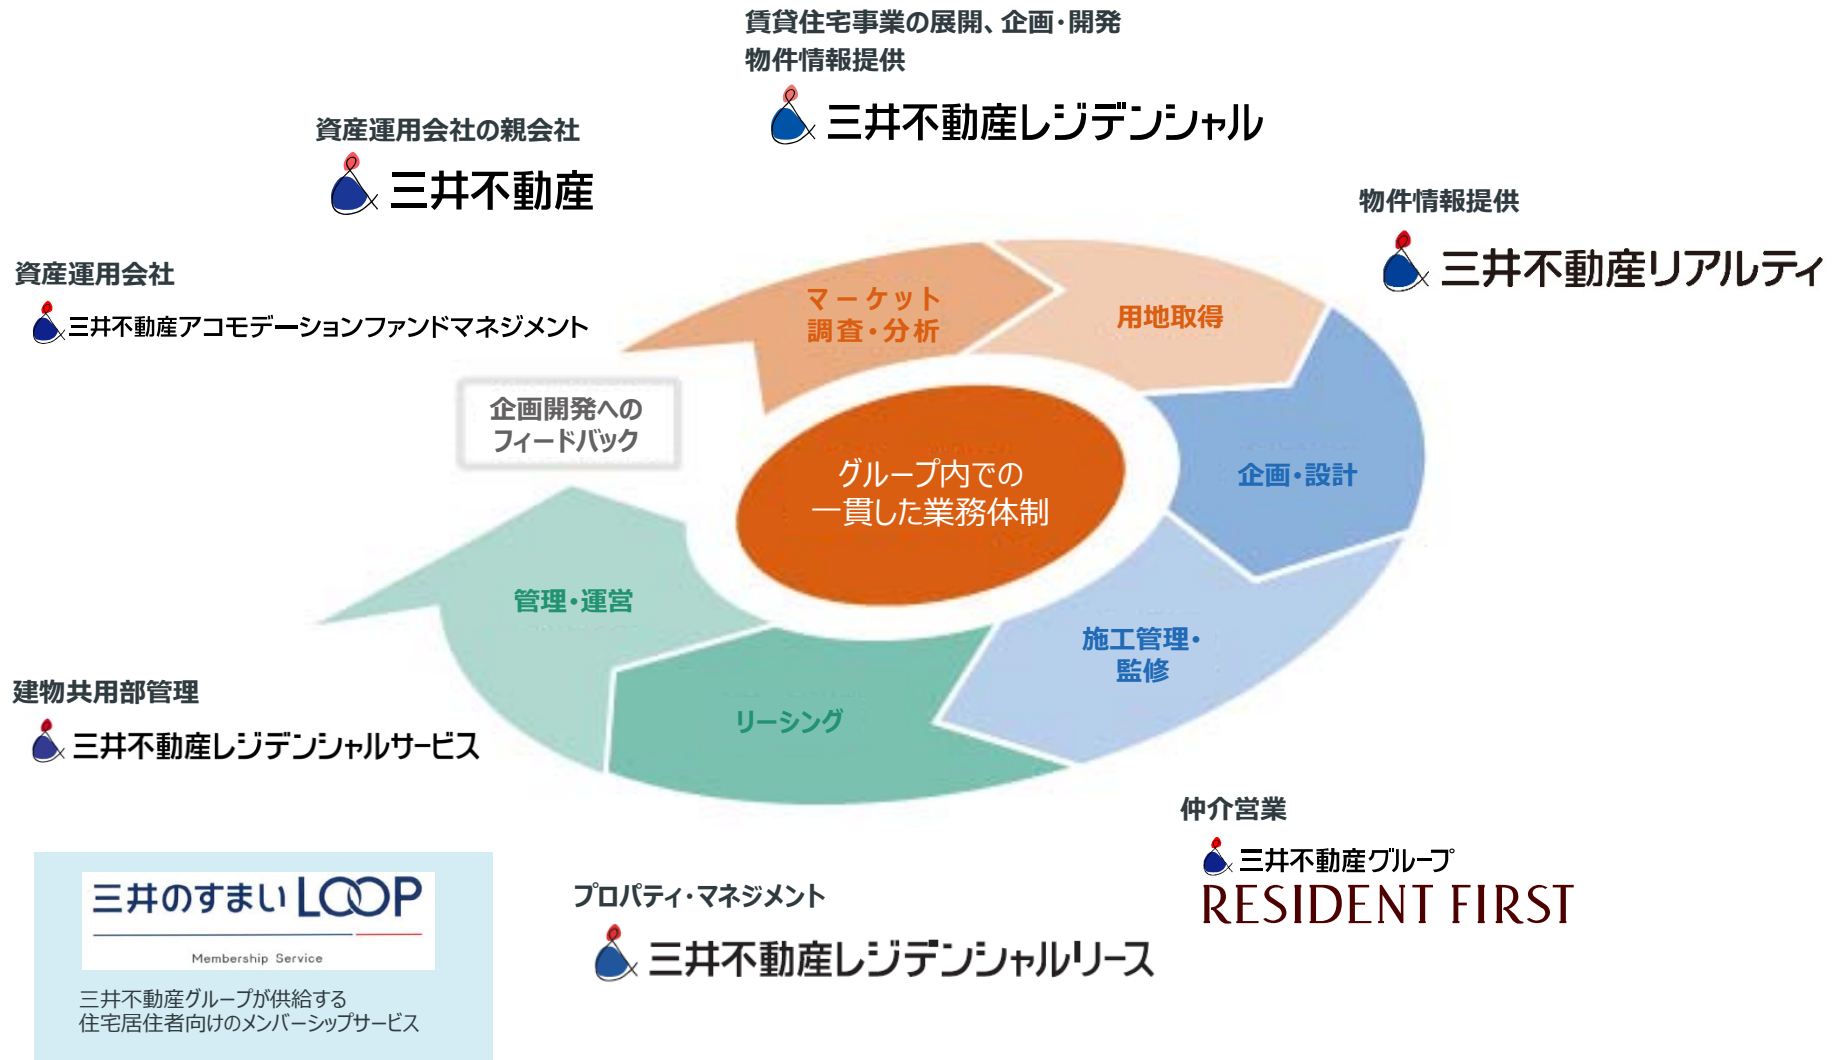 賃貸住宅事業の展開、企画・開発
物件情報提供
三井不動産レジデンシャル
資産運用会社の親会社
三井不動産
物件情報提供
三井不動産リアルティ
資産運用会社
三井不動産アコモデーションファンドマネジメント
マーケット
調査・分析
用地取得
企画開発への
フィードバック
グループ内での
一貫した業務体制
企画・設計
管理・運営
施工管理・
監修
リーシング
建物共用部管理
三井不動産レジデンシャルサービス
仲介営業
三井不動産グループ
RESIDENT FIRST
プロパティ・マネジメント
三井不動産レジデンシャルリース
三井のすまい LOOP
Membership Service
三井不動産グループが供給する
住宅居住者向けのメンバーシップサービス